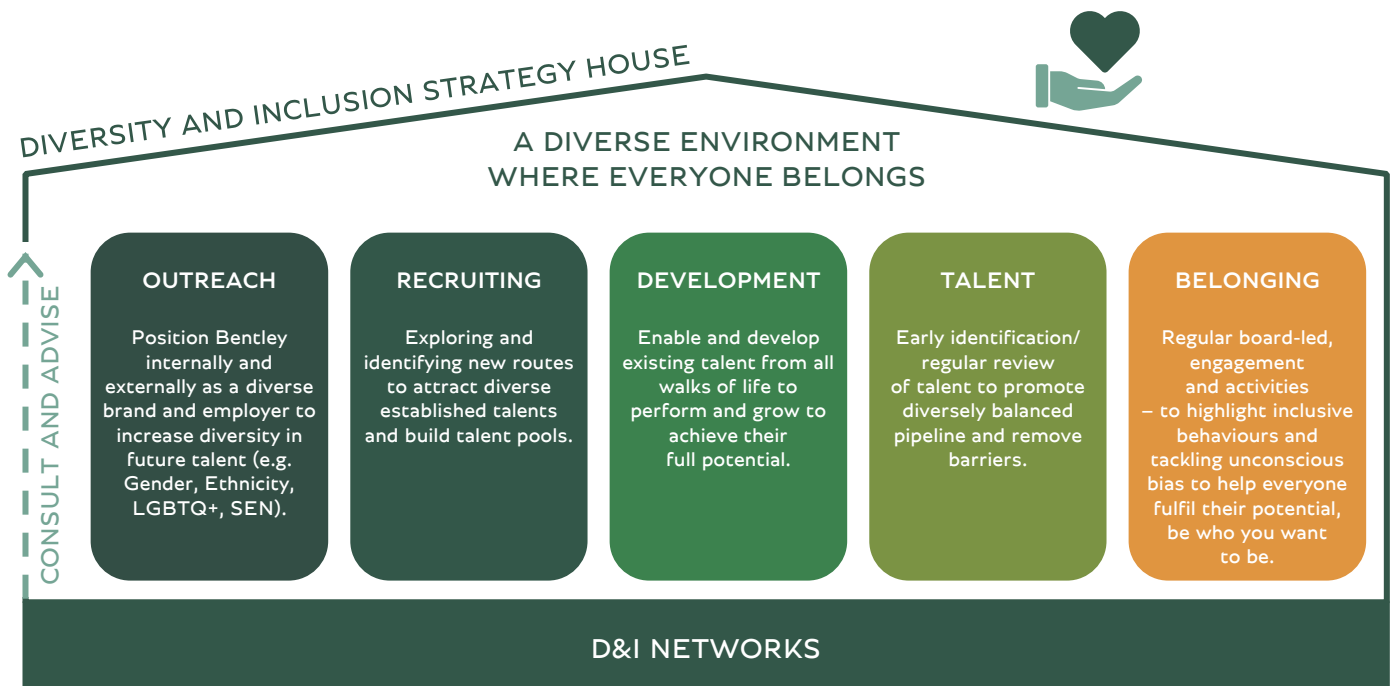 DIVERSITY AND INCLUSION STRATEGY HOUSE
A DIVERSE ENVIRONMENT
WHERE EVERYONE BELONGS
CONSULT AND ADVISE
OUTREACH
Position Bentley
internally and
externally as a diverse
brand and employer to
increase diversity in
future talent (e.g.
Gender, Ethnicity,
LGBTQ+, SEN).
RECRUITING
Exploring and
identifying new routes
to attract diverse
established talents
and build talent pools.
DEVELOPMENT
Enable and develop
existing talent from all
walks of life to
perform and grow to
achieve their
full potential.
TALENT
Early identification/
regular review
of talent to promote
diversely balanced
pipeline and remove
barriers.
BELONGING
Regular board-led,
engagement
and activities
– to highlight inclusive
behaviours and
tackling unconscious
bias to help everyone
fulfil their potential,
be who you want
to be.
D&I NETWORKS